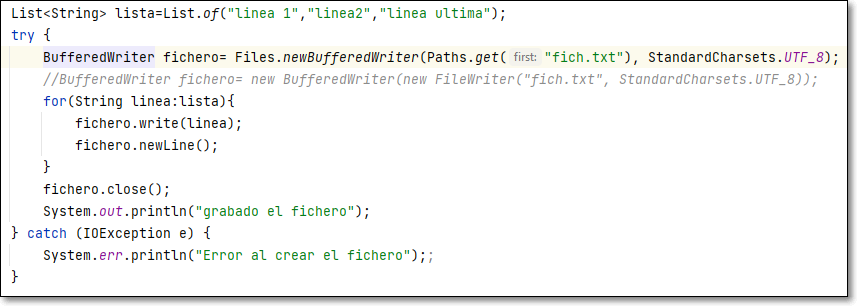 List<String> lista=List.of("linea 1","linea2","linea ultima");
try {
BufferedWriter fichero= Files.newBufferedWriter(Paths.get( first: "fich.txt"), StandardCharsets.UTF_8);
//BufferedWriter fichero= new BufferedWriter(new FileWriter("fich.txt", StandardCharsets.UTF_8));
for(String linea:lista){
fichero.write(linea);
fichero.newLine();
}
fichero.close();
System.out.println("grabado el fichero");
} catch (IOException e) {
System.err.println("Error al crear el fichero");;
}